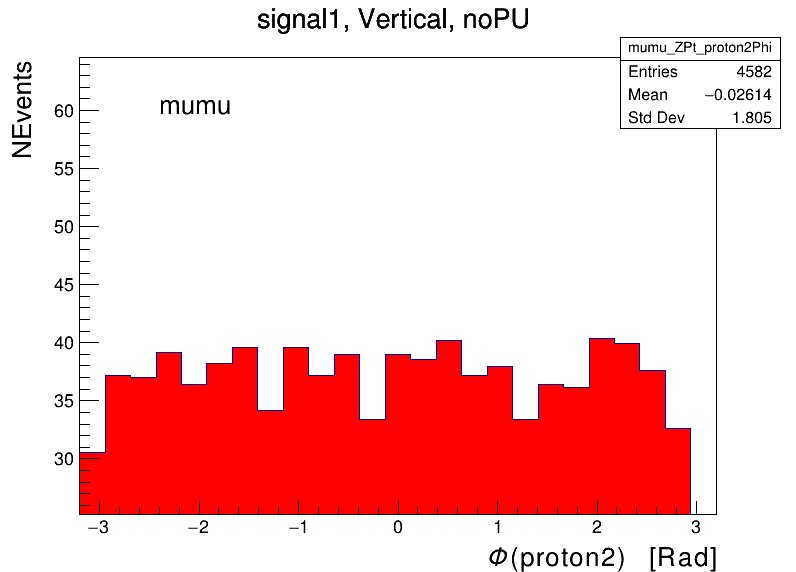 signal1, Vertical, noPU
mumu_ZPt_proton2Phi
Entries 4582
Mean −0.02614
Std Dev 1.805
NEvents
mumu
60
55
50
45
40
35
30
−3 −2 −1 0 1 2 3
Φ(proton2) [Rad]